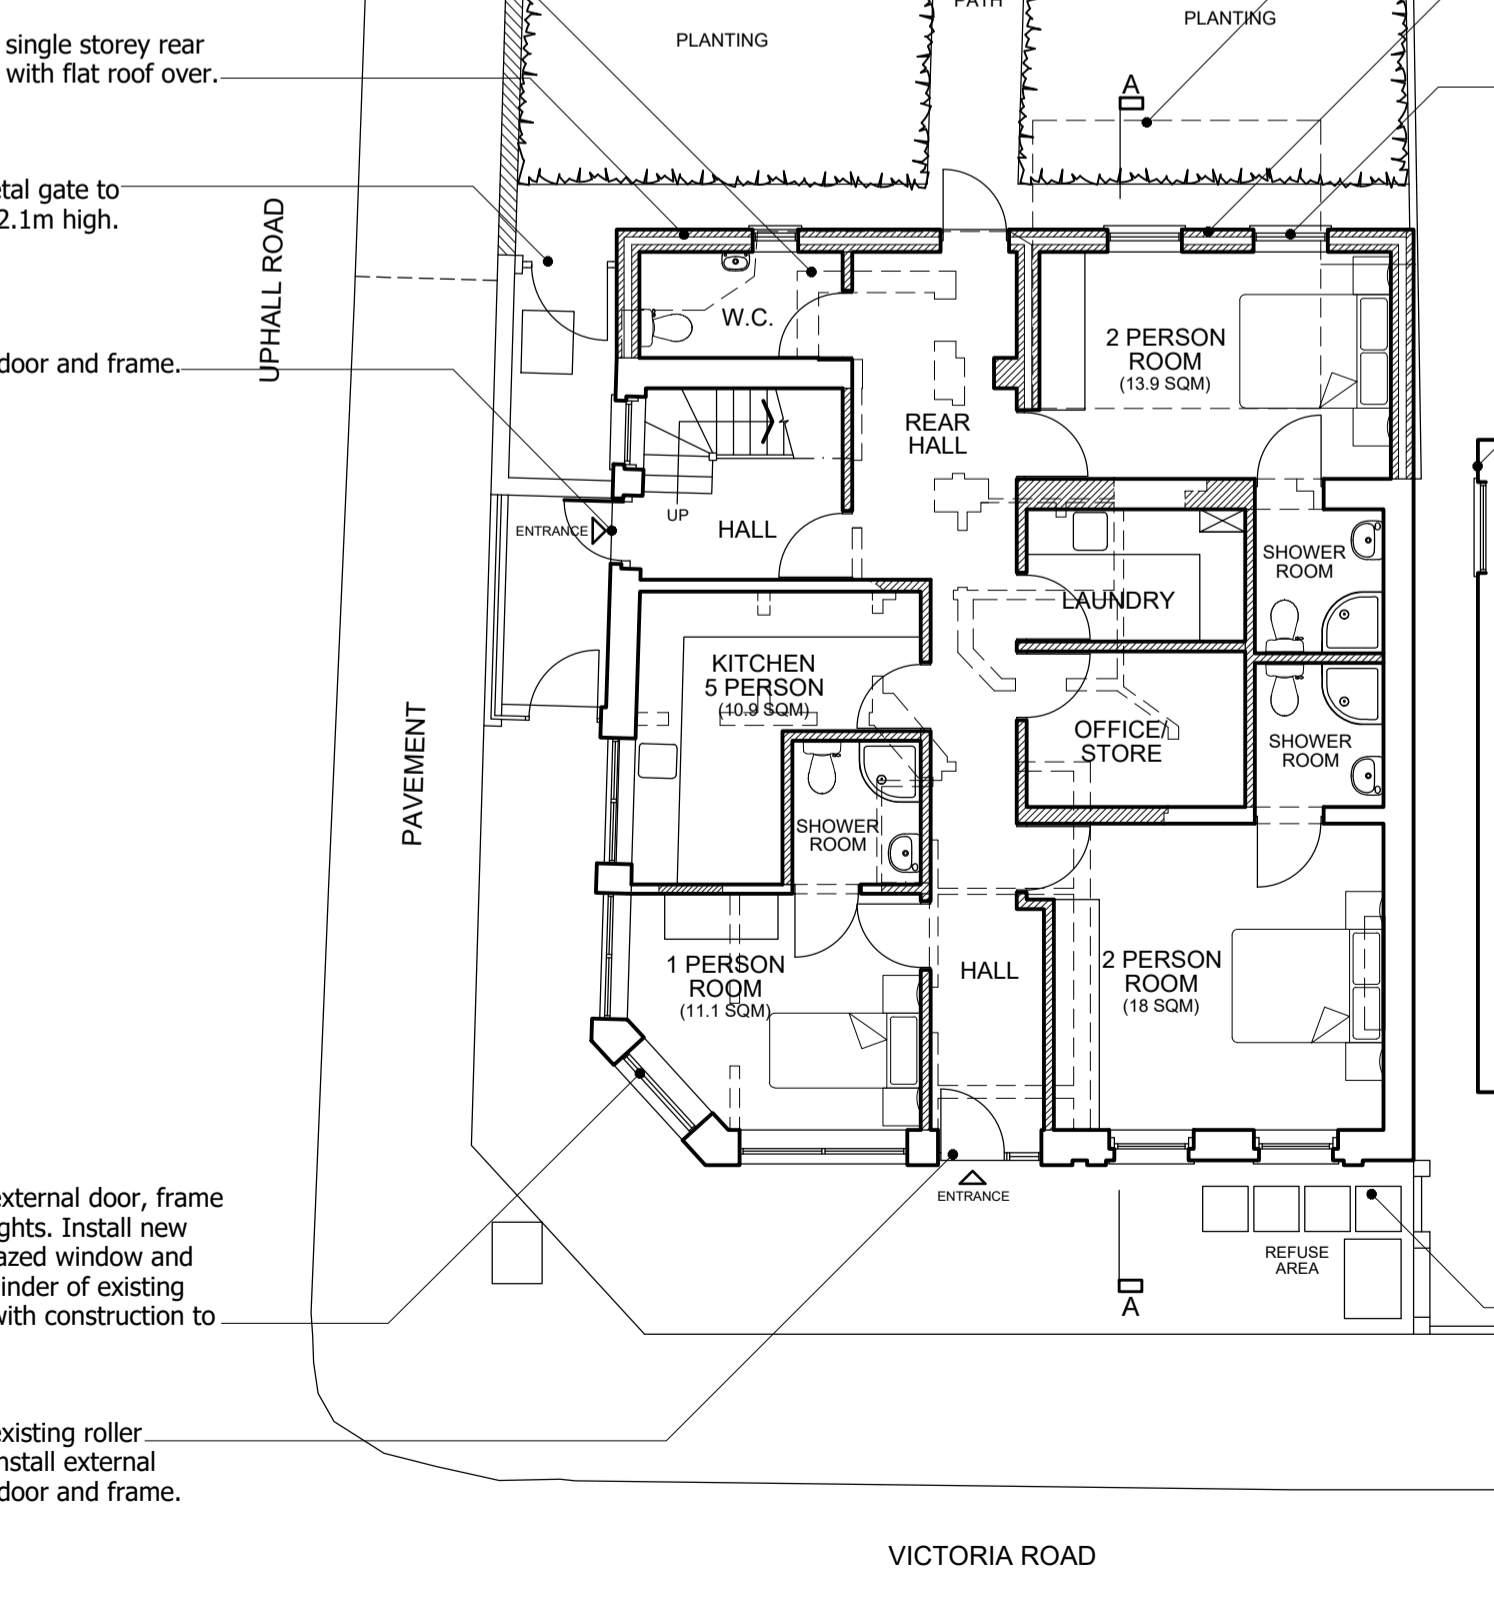 single storey rear
with flat roof over.
etal gate to
2.1m high.
door and frame.
external door, frame
ghts. Install new
azed window and
inder of existing
with construction to
existing roller
nstall external
door and frame.
UPHALL ROAD
PAVEMENT
PLANTING
PATH
PLANTING
A
W.C.
2 PERSON
ROOM
(13.9 SQM)
REAR
HALL
UP
HALL
ENTRANCE
SHOWER
ROOM
LAUNDRY
KITCHEN
5 PERSON
(10.9 SQM)
OFFICE/
STORE
SHOWER
ROOM
SHOWER
ROOM
1 PERSON
ROOM
(11.1 SQM)
HALL
2 PERSON
ROOM
(18 SQM)
ENTRANCE
REFUSE
AREA
A
VICTORIA ROAD